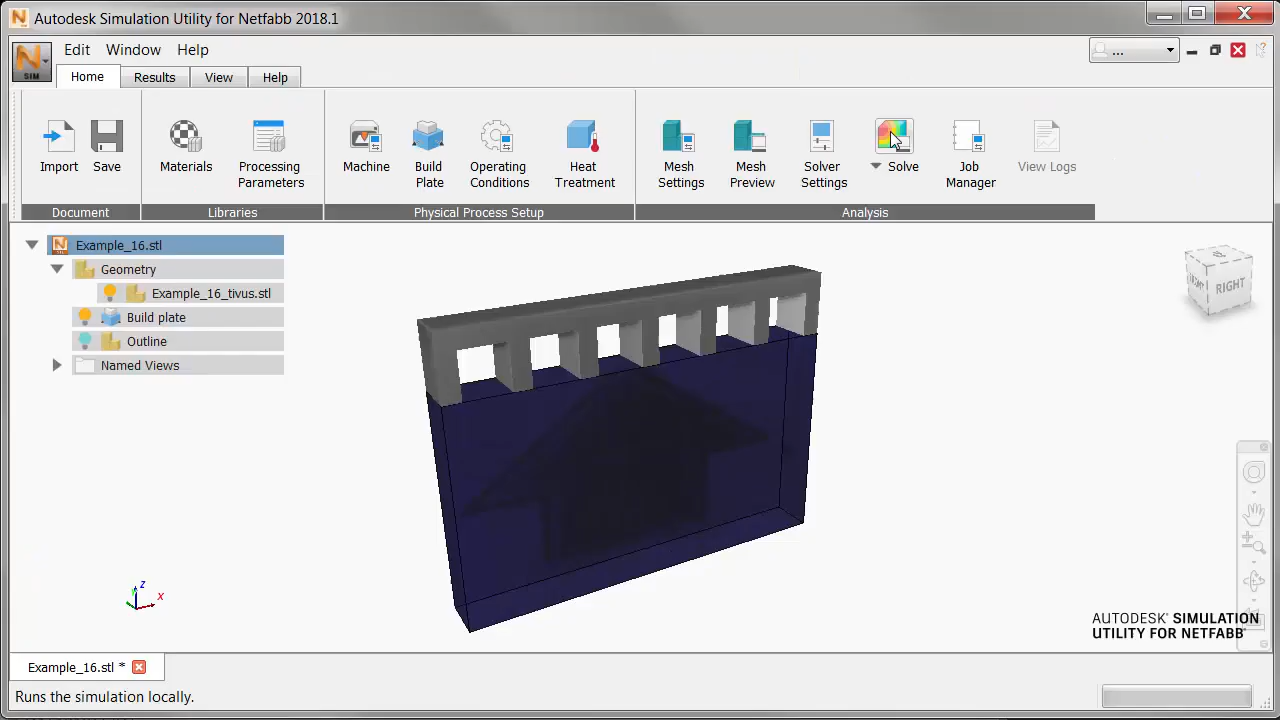 Autodesk Simulation Utility for Netfabb 2018.1
SIM
Edit Window Help
...
Home Results View Help
Import
Save
Materials
Processing
Parameters
Machine
Build
Plate
Operating
Conditions
Heat
Treatment
Mesh
Settings
Mesh
Preview
Solver
Settings
Solve
Job
Manager
View Logs
Document
Libraries
Physical Process Setup
Analysis
Example_16.stl
Geometry
Example_16_tivus.stl
Build plate
Outline
Named Views
RIGHT
z
x
AUTODESK® SIMULATION
UTILITY FOR NETFABB®
Example_16.stl *
Runs the simulation locally.